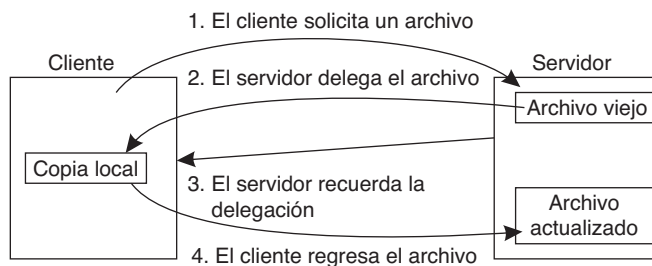 1. El cliente solicita un archivo
Cliente
Servidor
2. El servidor delega el archivo
Archivo viejo
Copia local
3. El servidor recuerda la
delegación
Archivo
actualizado
4. El cliente regresa el archivo